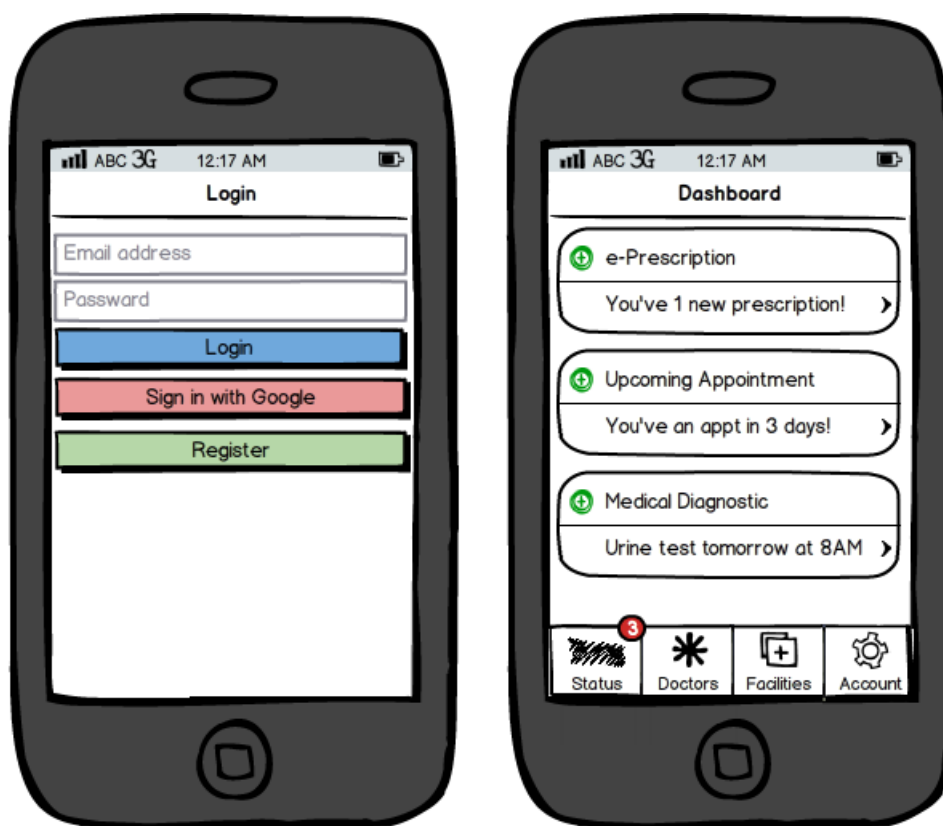 ABC 3G 12:17 AM
Login
Email address
Password
Login
Sign in with Google
Register
ABC 3G 12:17 AM
Dashboard
e-Prescription
You've 1 new prescription!
Upcoming Appointment
You've an appt in 3 days!
Medical Diagnostic
Urine test tomorrow at 8AM
3
Status Doctors Facilities Account